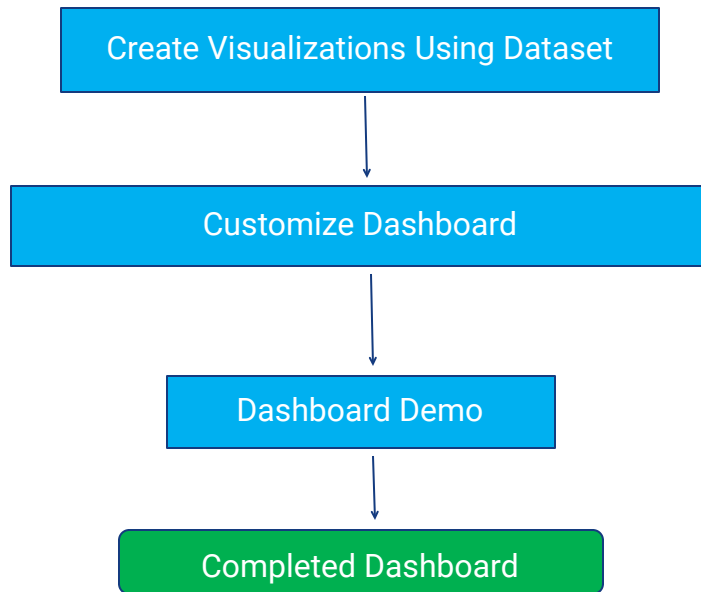 Create Visualizations Using Dataset
Customize Dashboard
Dashboard Demo
Completed Dashboard